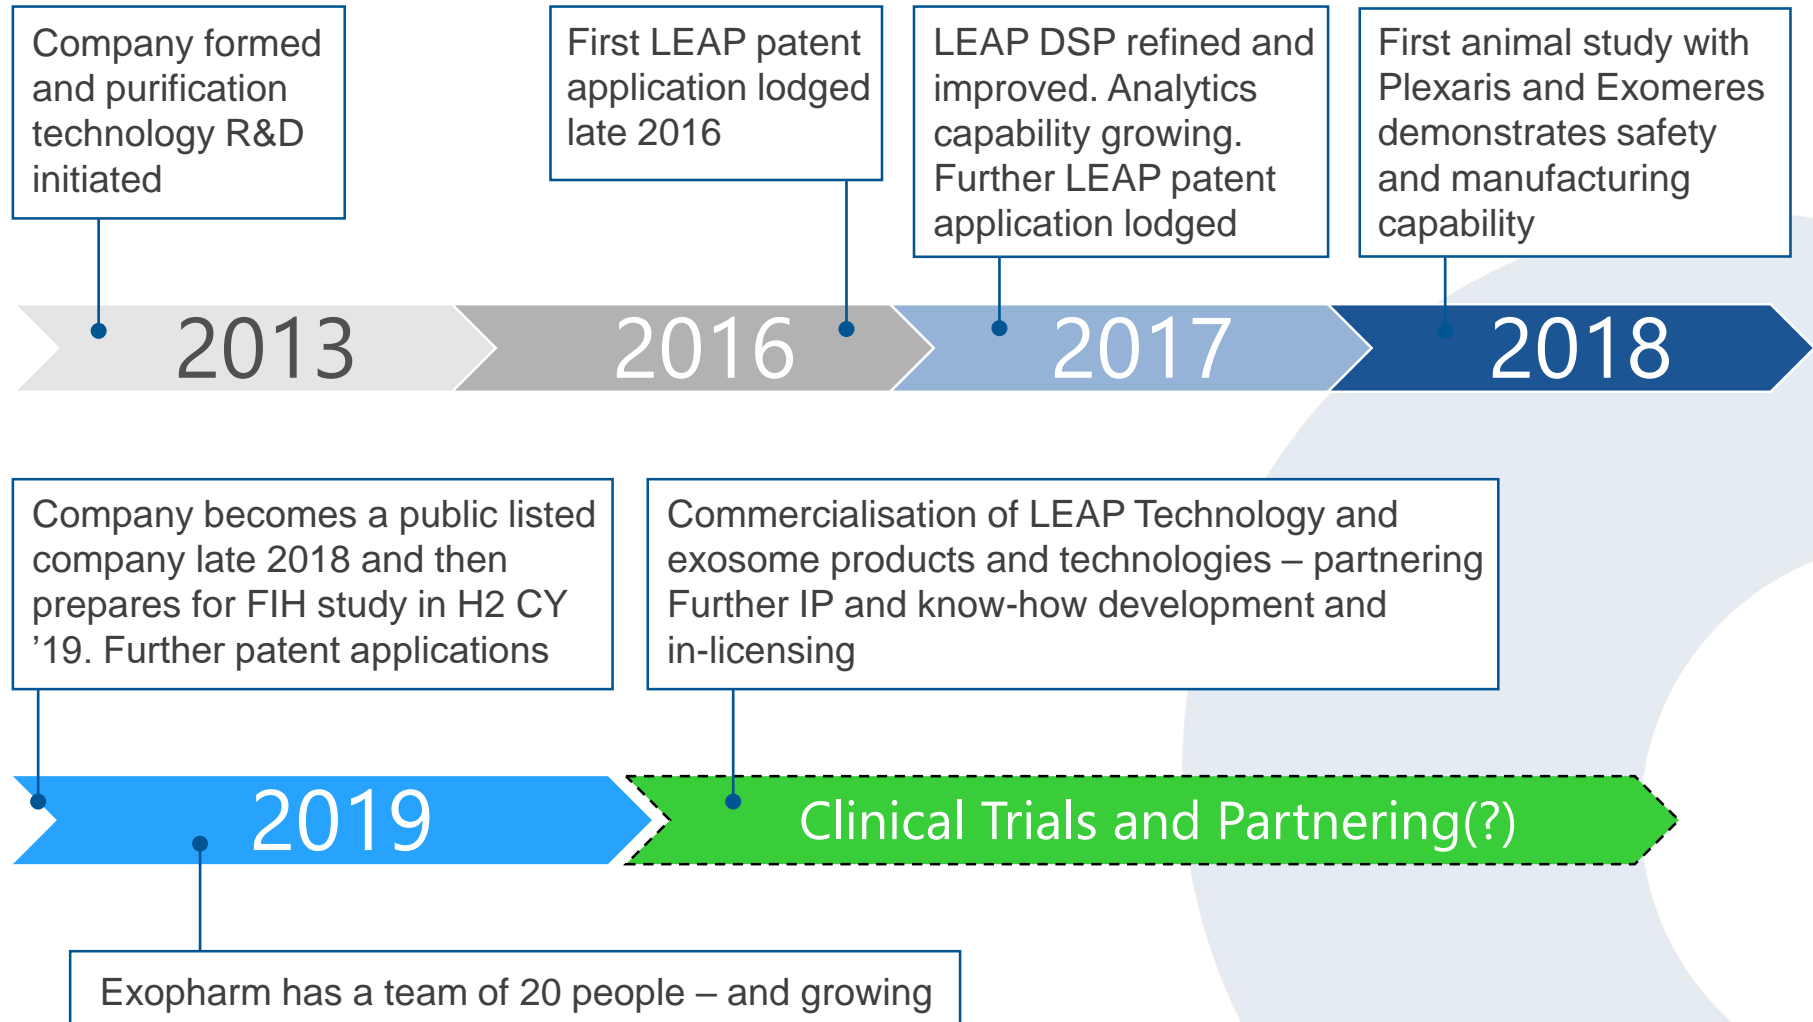 Company formed
and purification
technology R&D
initiated
First LEAP patent
application lodged
late 2016
LEAP DSP refined and
improved. Analytics
capability growing.
Further LEAP patent
application lodged
First animal study with
Plexaris and Exomeres
demonstrates safety
and manufacturing
capability
2013
2016
2017
2018
Company becomes a public listed
company late 2018 and then
prepares for FIH study in H2 CY
’19. Further patent applications
Commercialisation of LEAP Technology and
exosome products and technologies – partnering
Further IP and know-how development and
in-licensing
2019
Clinical Trials and Partnering(?)
Exopharm has a team of 20 people – and growing